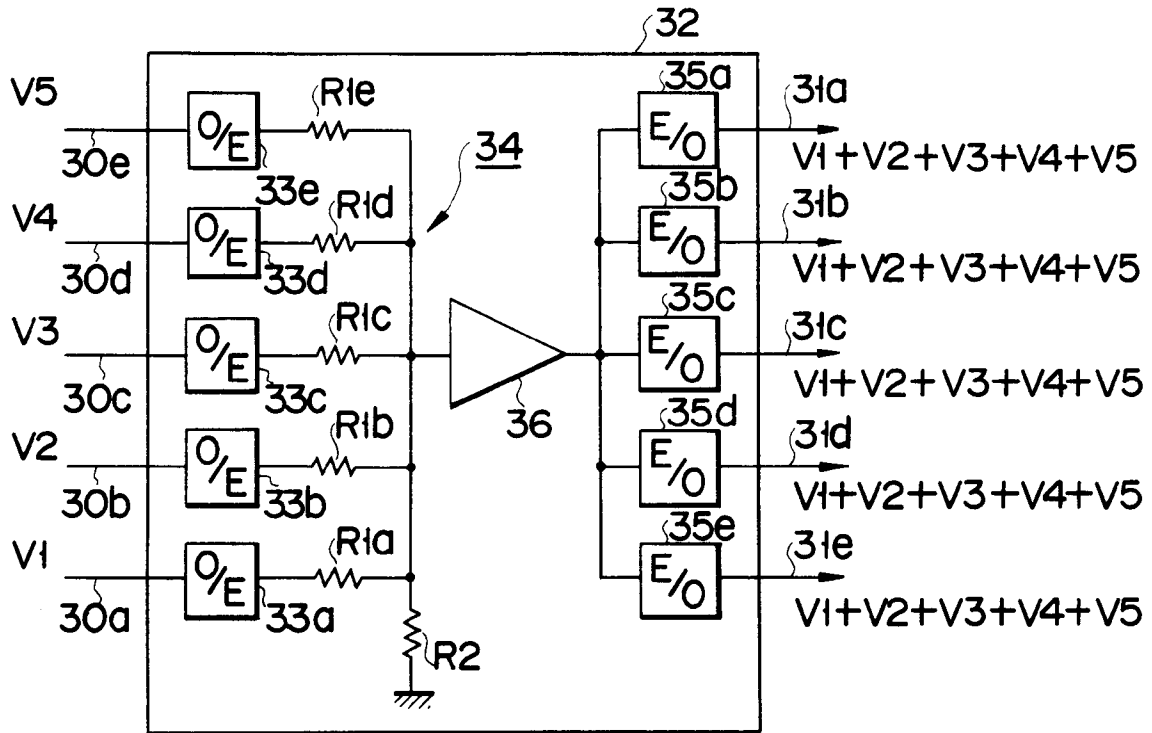 32
V5
O/E
R1e
35a
E/O
31a
30e
33e
34
V1+V2+V3+V4+V5
V4
O/E
R1d
35b
E/O
31b
30d
33d
V1+V2+V3+V4+V5
V3
O/E
R1c
35c
E/O
31c
30c
33c
36
V1+V2+V3+V4+V5
V2
O/E
R1b
35d
E/O
31d
30b
33b
V1+V2+V3+V4+V5
V1
O/E
R1a
35e
E/O
31e
30a
33a
V1+V2+V3+V4+V5
R2